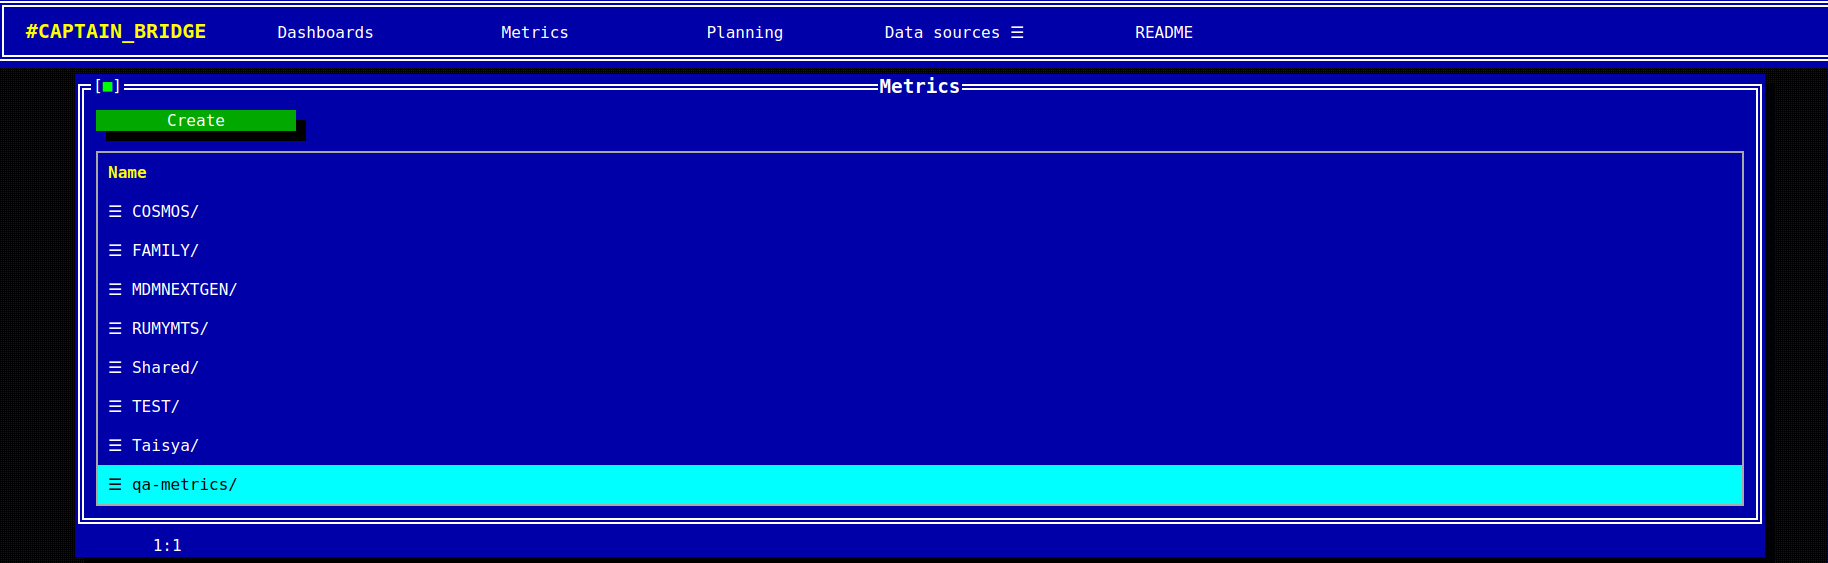 #CAPTAIN_BRIDGE Dashboards Metrics Planning Data sources ☰ README
[■] Metrics
Create
Name
☰ COSMOS/
☰ FAMILY/
☰ MDMNEXTGEN/
☰ RUMYMTS/
☰ Shared/
☰ TEST/
☰ Taisya/
☰ qa-metrics/
1:1